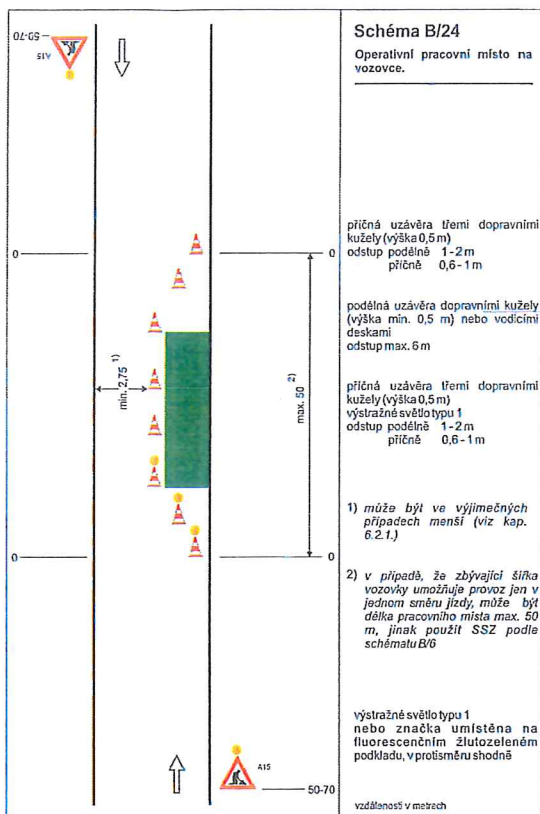 Schéma B/24
Operativní pracovní místo na
vozovce.
50-70
A15
příčná uzávěra třemi dopravními
kužely (výška 0,5 m)
odstup podélně 1-2 m
příčně 0,6-1 m
0
0
podélná uzávěra dopravními kužely
(výška min. 0,5 m) nebo vodicími
deskami
odstup max. 6 m
min. 2,75 1)
max. 50 2)
příčná uzávěra třemi dopravními
kužely (výška 0,5 m)
výstražné světlo typu 1
odstup podélně 1-2 m
příčně 0,6-1 m
1) může být ve výjimečných
případech menší (viz kap.
6.2.1.)
0
0
2) v případě, že zbývající šířka
vozovky umožňuje provoz jen v
jednom směru jízdy, může být
délka pracovního místa max. 50
m, jinak použít SSZ podle
schématu B/6
výstražné světlo typu 1
nebo značka umístěna na
fluorescenčním žlutozeleném
podkladu, v protisměru shodně
A15
50-70
vzdálenosti v metrech